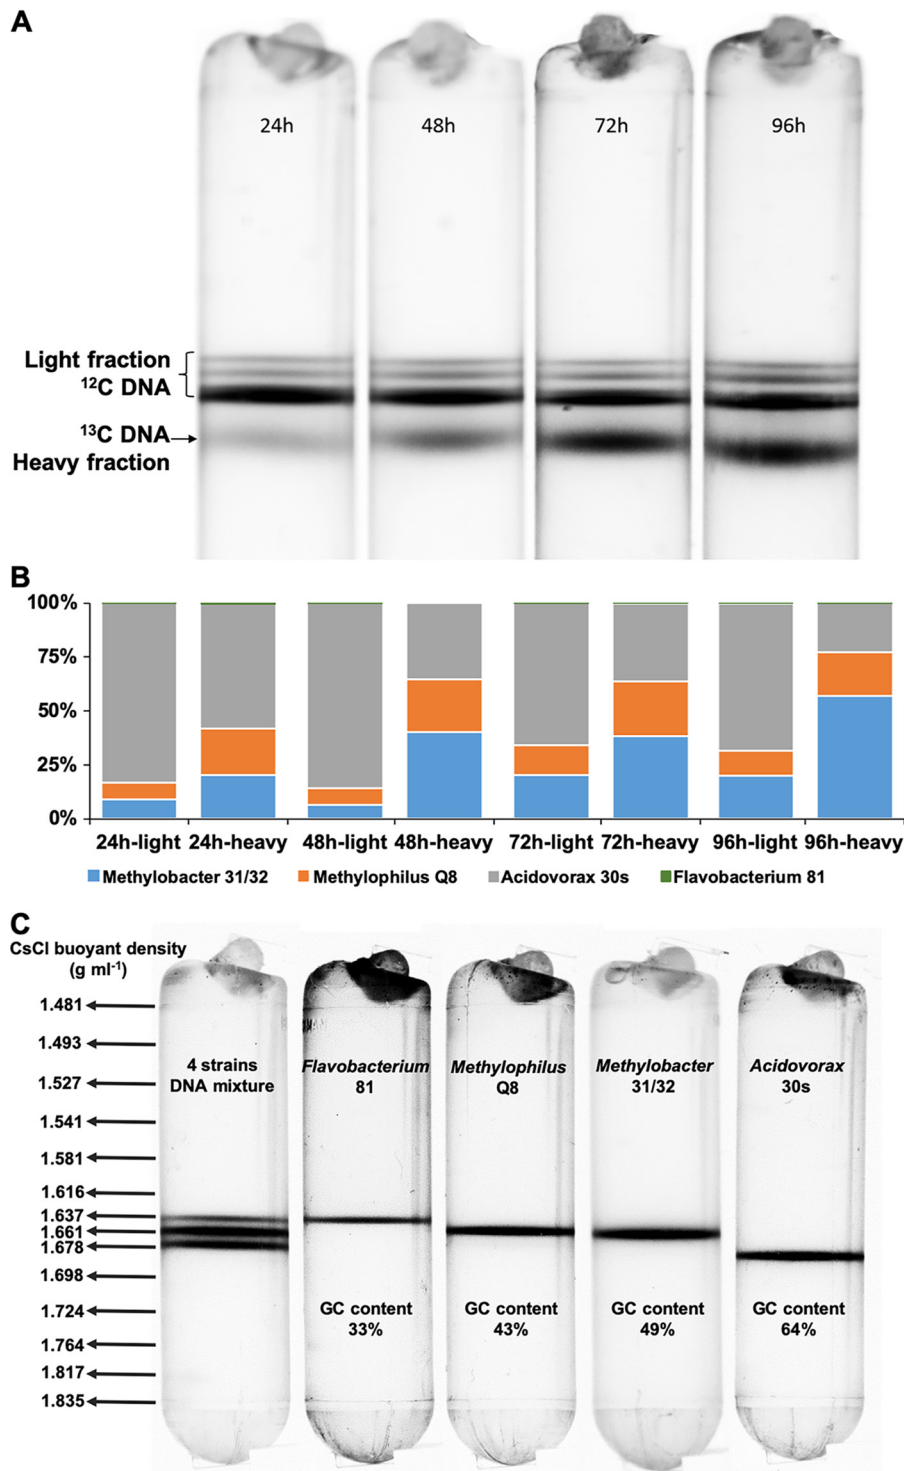 A
24h
48h
72h
96h
Light fraction
¹²C DNA
¹³C DNA
Heavy fraction
B
100%
75%
50%
25%
0%
24h-light 24h-heavy 48h-light 48h-heavy 72h-light 72h-heavy 96h-light 96h-heavy
Methylobacter 31/32 Methylophilus Q8 Acidovorax 30s Flavobacterium 81
C
CsCl buoyant density
(g ml⁻¹)
1.481
1.493
1.527
1.541
1.581
1.616
1.637
1.661
1.678
1.698
1.724
1.764
1.817
1.835
4 strains
DNA mixture
Flavobacterium
81
Methylophilus
Q8
Methylobacter
31/32
Acidovorax
30s
GC content
33%
GC content
43%
GC content
49%
GC content
64%